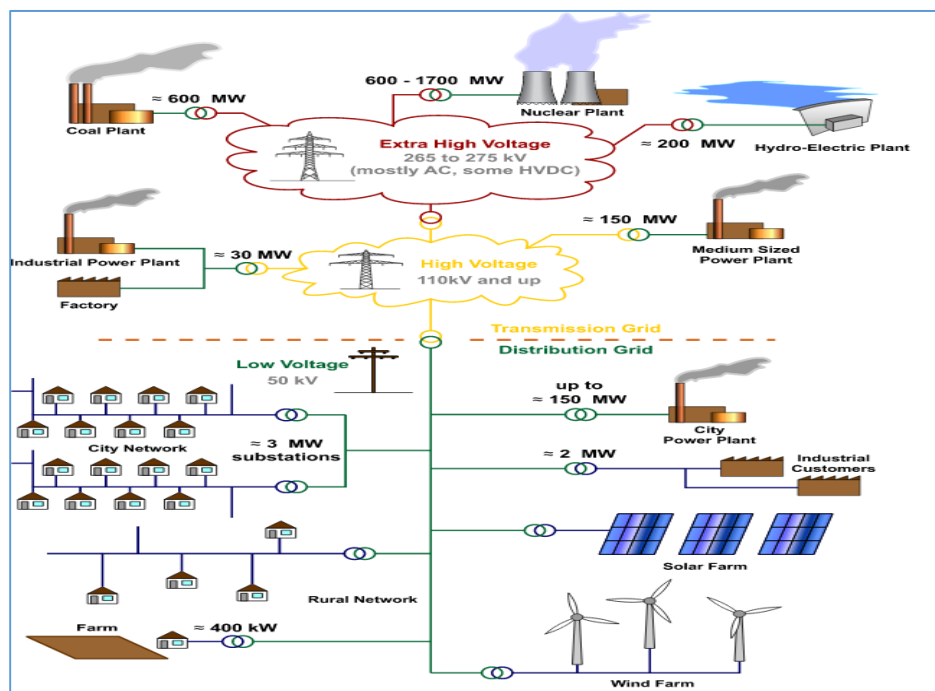 600 - 1700 MW
≈ 600 MW
Coal Plant
Nuclear Plant
Extra High Voltage
265 to 275 kV
(mostly AC, some HVDC)
≈ 200 MW
Hydro-Electric Plant
≈ 150 MW
Industrial Power Plant
≈ 30 MW
Medium Sized
Power Plant
High Voltage
110kV and up
Factory
Transmission Grid
Distribution Grid
Low Voltage
50 kV
up to
≈ 150 MW
City
Power Plant
City Network
≈ 3 MW
substations
≈ 2 MW
Industrial
Customers
Solar Farm
Rural Network
Farm
≈ 400 kW
Wind Farm